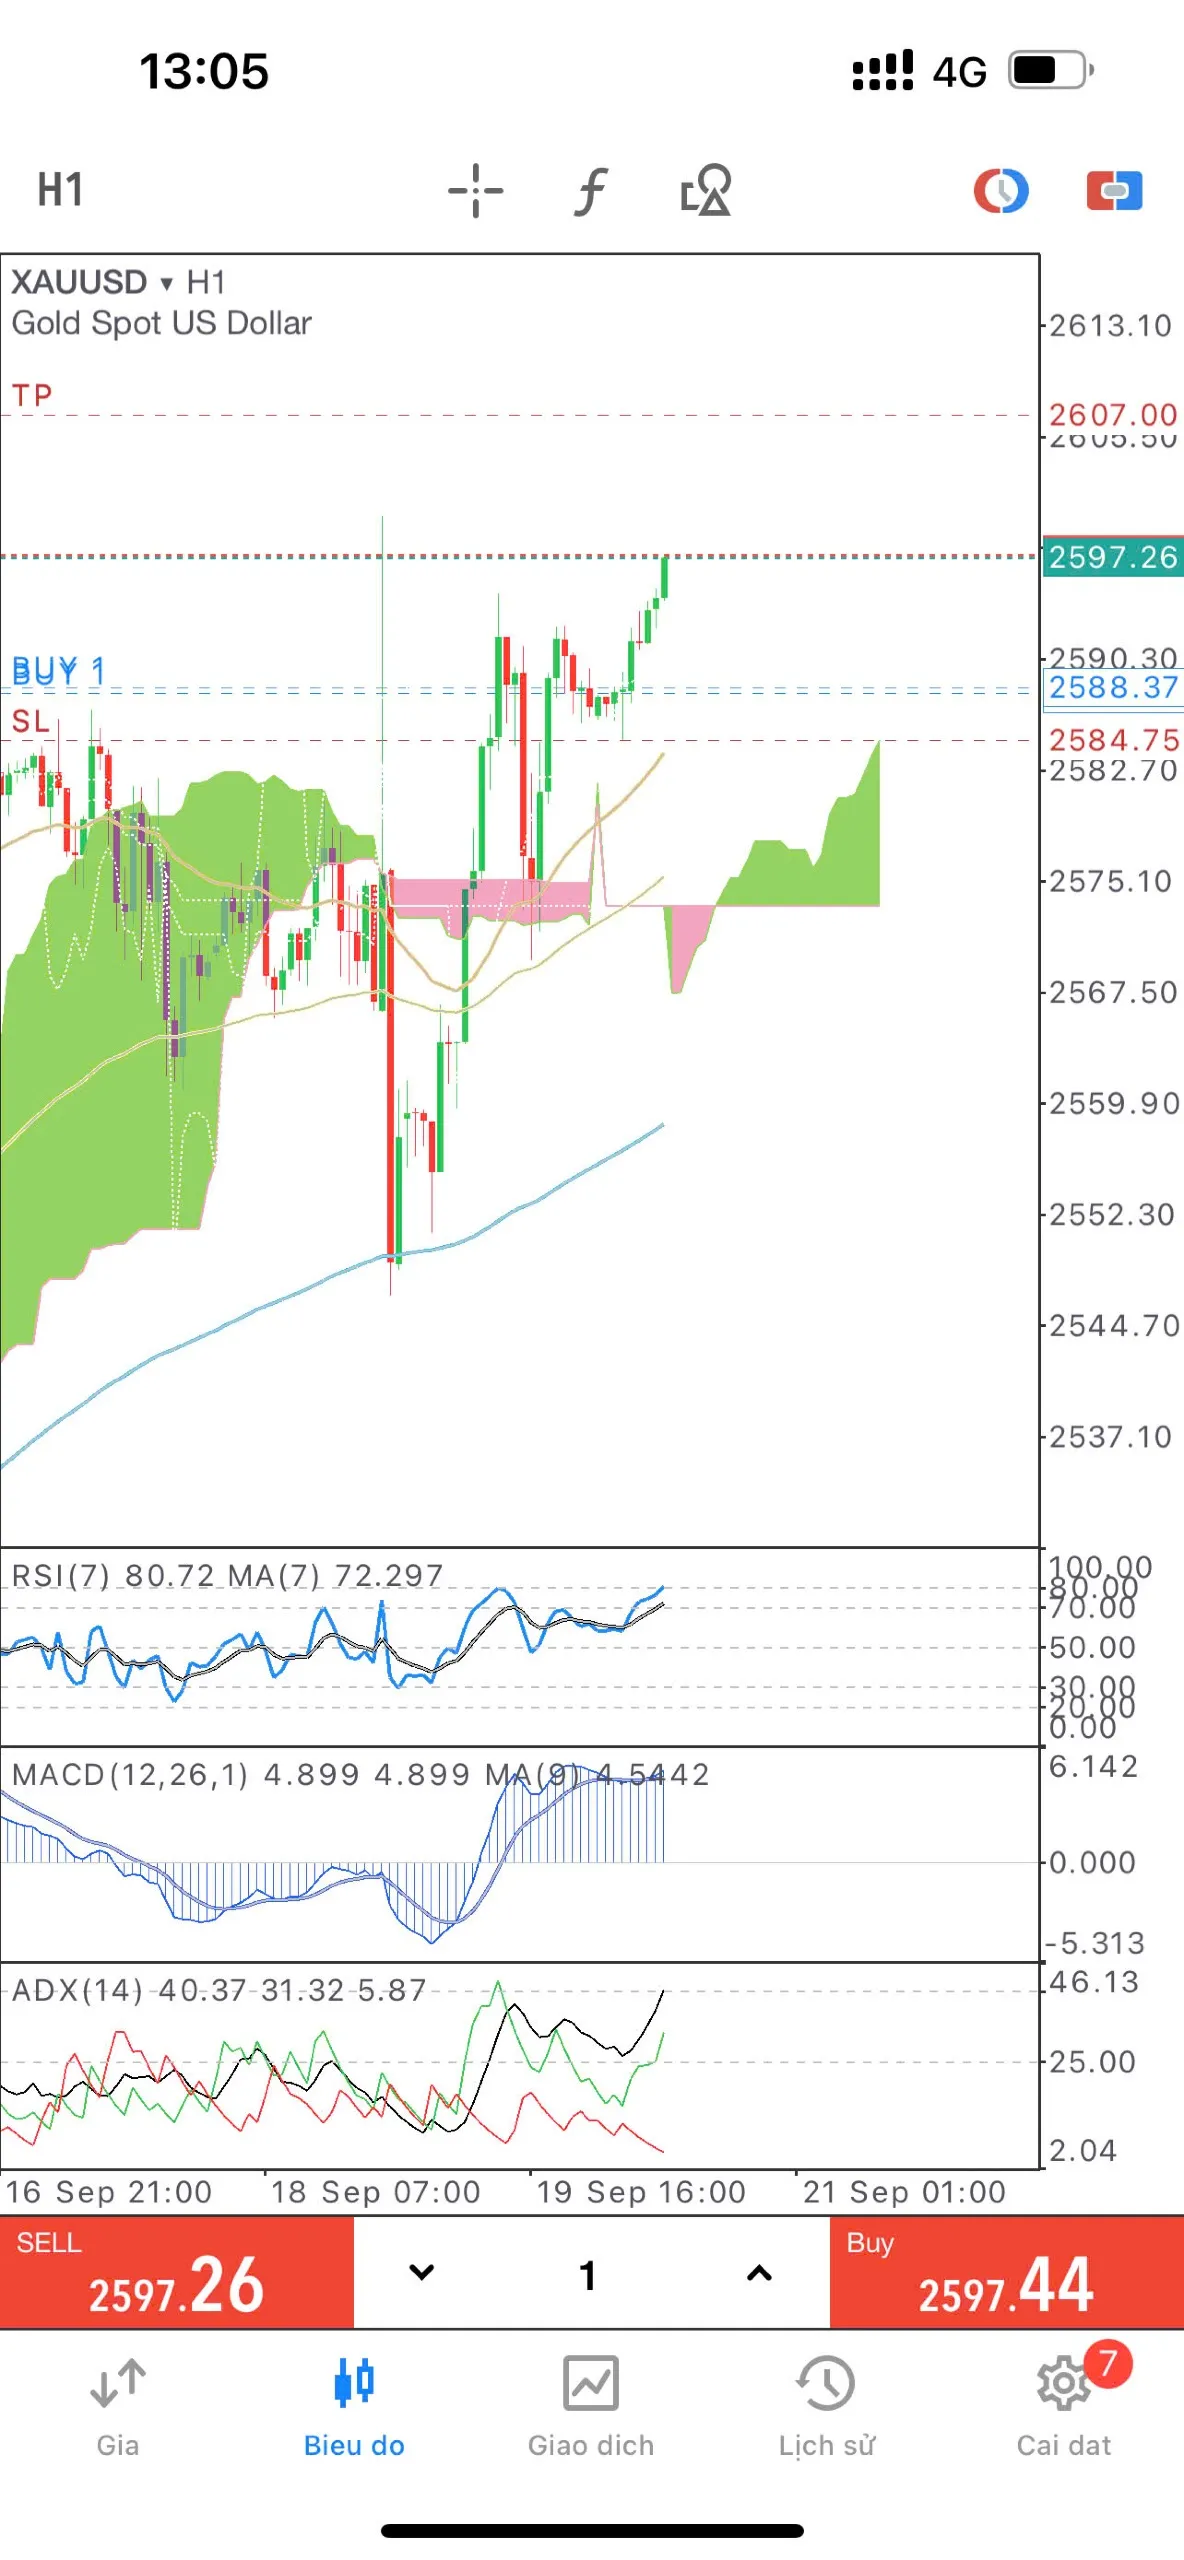 13:05
4G
H1
XAUUSD ▾ H1
Gold Spot US Dollar
2613.10
TP
2607.00
2605.50
2597.26
BUY 1
2590.30
2588.37
SL
2584.75
2582.70
2575.10
2567.50
2559.90
2552.30
2544.70
2537.10
RSI(7) 80.72 MA(7) 72.297
100.00
80.00
70.00
50.00
30.00
20.00
0.00
MACD(12,26,1) 4.899 4.899 MA(9) 4.5442
6.142
0.000
-5.313
ADX(14) 40.37 31.32 5.87
46.13
25.00
2.04
16 Sep 21:00 18 Sep 07:00 19 Sep 16:00 21 Sep 01:00
SELL
2597.26
1
Buy
2597.44
7
Gia
Bieu do
Giao dich
Lịch sử
Cai dat